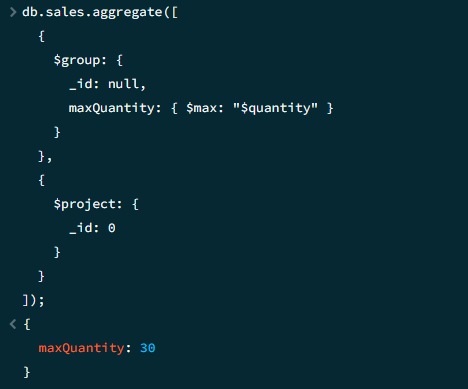 > db.sales.aggregate([
{
$group: {
_id: null,
maxQuantity: { $max: "$quantity" }
}
},
{
$project: {
_id: 0
}
}
]);
< {
maxQuantity: 30
}